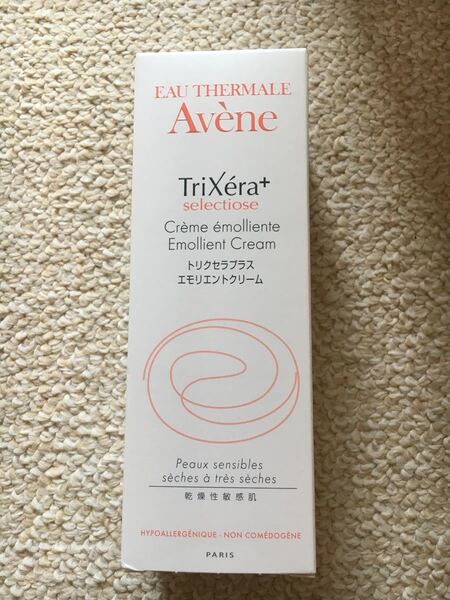 EAU THERMALE
Avène
TriXéra+
selectiose
Crème émolliente
Emollient Cream
トリクセラプラス
エモリエントクリーム
Peaux sensibles
sèches à très sèches
乾燥性敏感肌
HYPOALLERGÉNIQUE - NON COMÉDOGÈNE
PARIS